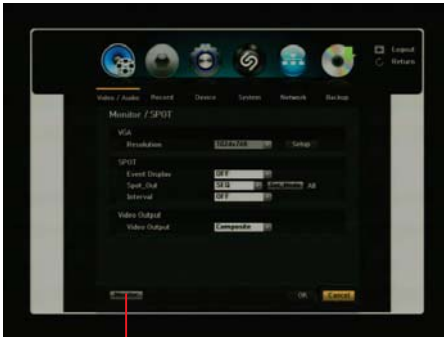 Logout
Return
Video / Audio Record Device System Network Backup
Monitor / SPOT
VGA
Resolution 1024x768 Setup
SPOT
Event Display OFF
Spot_Out SEQ All
Interval OFF
Video Output
Video Output Composite
OK Cancel